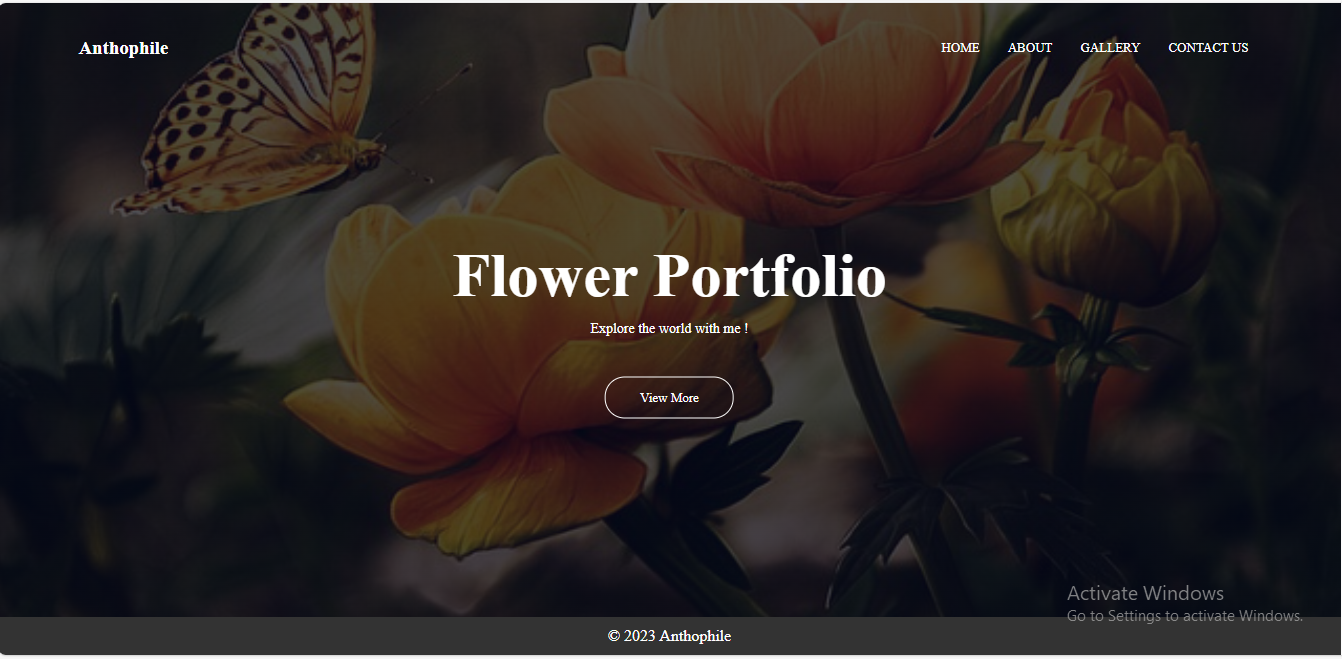 Anthophile
HOME ABOUT GALLERY CONTACT US
Flower Portfolio
Explore the world with me !
View More
Activate Windows
Go to Settings to activate Windows.
© 2023 Anthophile